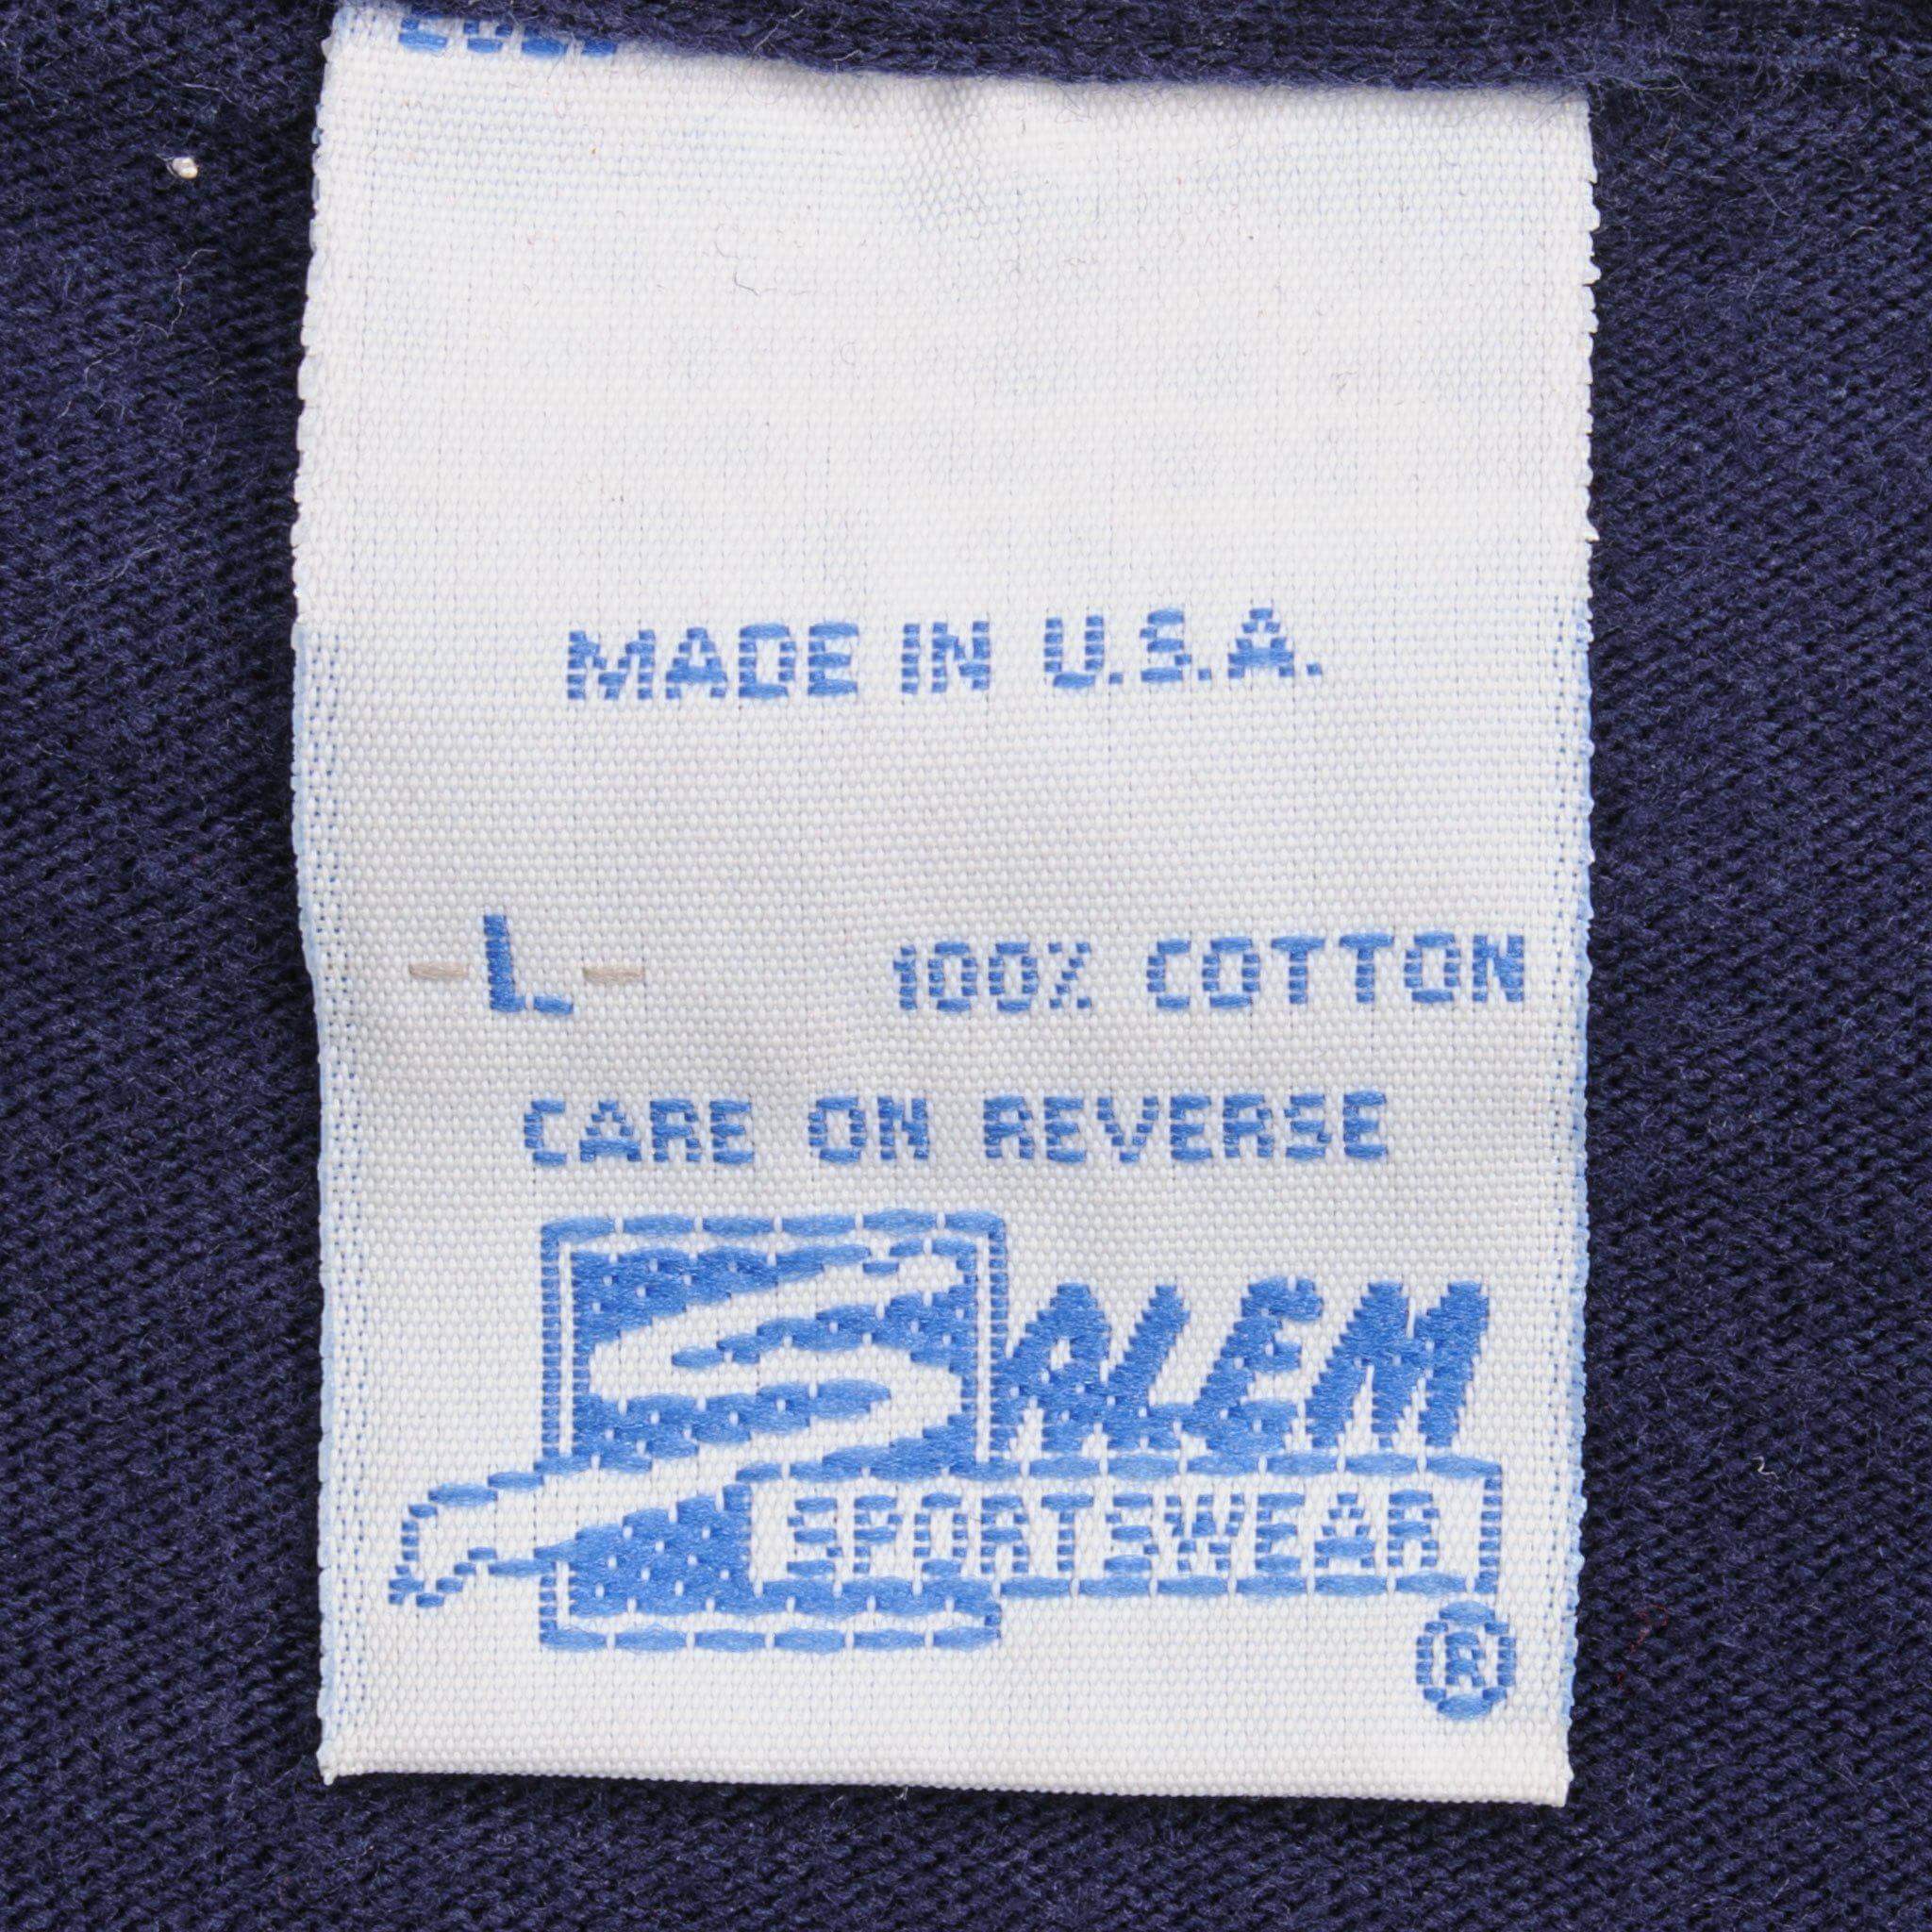 MADE IN U.S.A.
-L- 100% COTTON
CARE ON REVERSE
SALEM
SPORTSWEAR
®